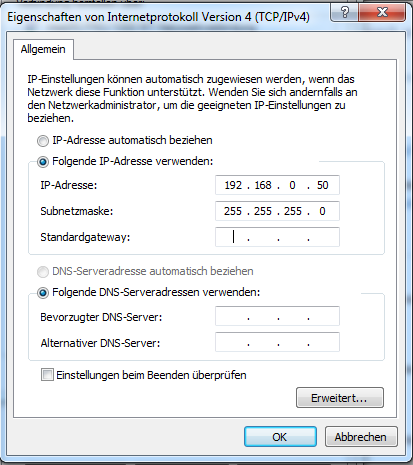 Eigenschaften von Internetprotokoll Version 4 (TCP/IPv4)
Allgemein
IP-Einstellungen können automatisch zugewiesen werden, wenn das
Netzwerk diese Funktion unterstützt. Wenden Sie sich andernfalls an
den Netzwerkadministrator, um die geeigneten IP-Einstellungen zu
beziehen.
IP-Adresse automatisch beziehen
Folgende IP-Adresse verwenden:
IP-Adresse: 192 . 168 . 0 . 50
Subnetzmaske: 255 . 255 . 255 . 0
Standardgateway: . . .
DNS-Serveradresse automatisch beziehen
Folgende DNS-Serveradressen verwenden:
Bevorzugter DNS-Server: . . .
Alternativer DNS-Server: . . .
Einstellungen beim Beenden überprüfen
Erweitert...
OK Abbrechen